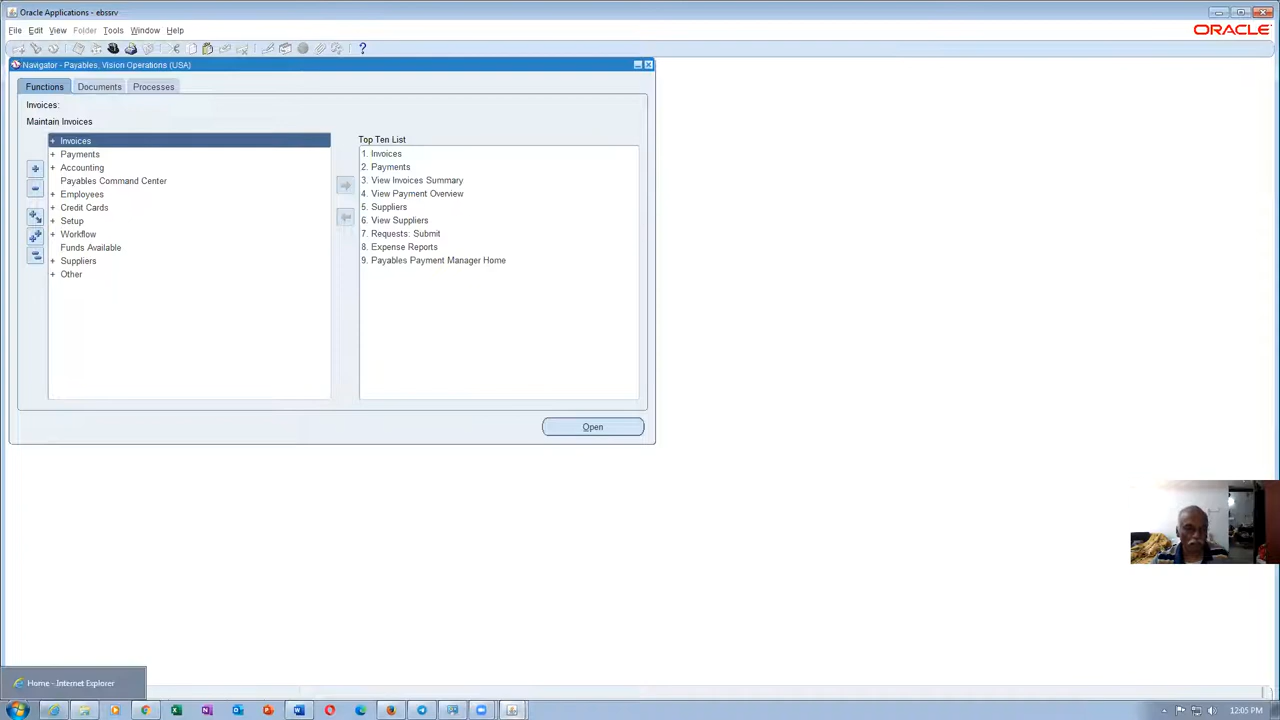 Oracle Applications - ebssrv
File Edit View Folder Tools Window Help
ORACLE
?
Navigator - Payables, Vision Operations (USA)
Functions Documents Processes
Invoices:
Maintain Invoices
+ Invoices
+ Payments
+ Accounting
Payables Command Center
+ Employees
+ Credit Cards
+ Setup
+ Workflow
Funds Available
+ Suppliers
+ Other
Top Ten List
1. Invoices
2. Payments
3. View Invoices Summary
4. View Payment Overview
5. Suppliers
6. View Suppliers
7. Requests: Submit
8. Expense Reports
9. Payables Payment Manager Home
Open
Home - Internet Explorer
12:05 PM